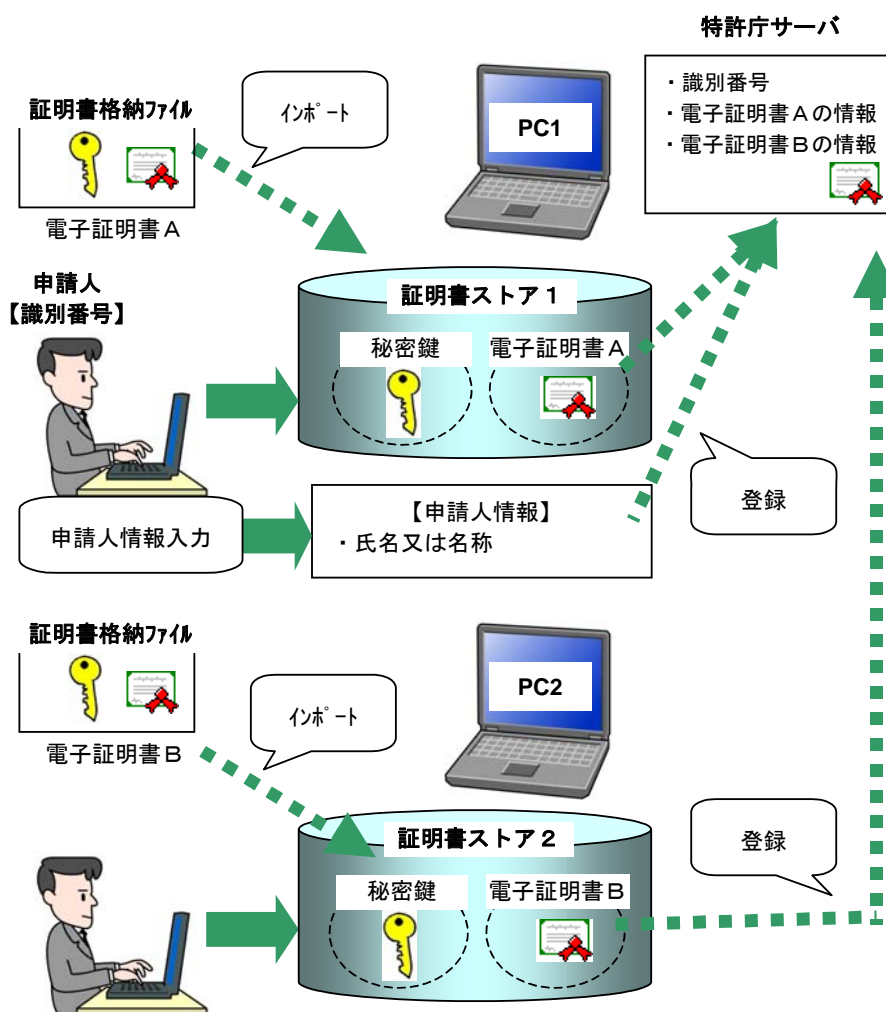 特許庁サーバ
・識別番号
・電子証明書Aの情報
・電子証明書Bの情報
証明書格納ファイル
インポート
PC1
電子証明書A
申請人
【識別番号】
証明書ストア1
秘密鍵
電子証明書A
登録
申請人情報入力
【申請人情報】
・氏名又は名称
証明書格納ファイル
インポート
PC2
電子証明書B
証明書ストア2
登録
秘密鍵
電子証明書B